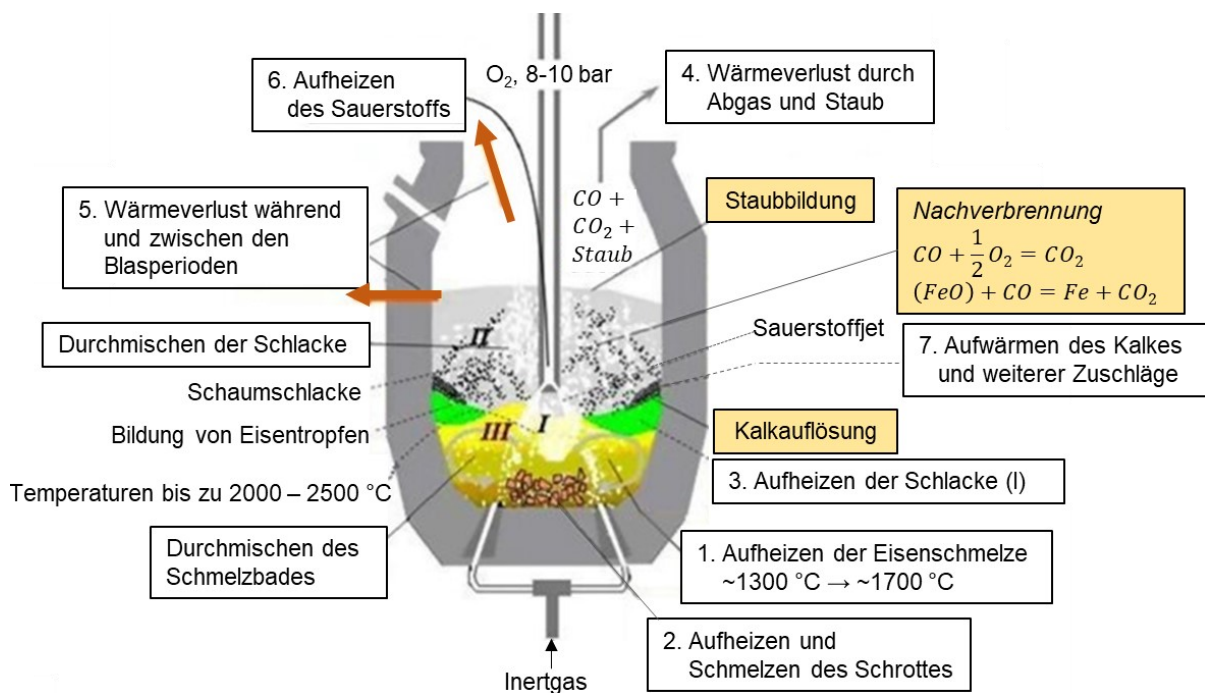 6. Aufheizen
des Sauerstoffs
O₂, 8-10 bar
4. Wärmeverlust durch
Abgas und Staub
5. Wärmeverlust während
und zwischen den
Blasperioden
CO +
CO₂ +
Staub
Staubbildung
Nachverbrennung
CO + 1/2 O₂ = CO₂
(FeO) + CO = Fe + CO₂
Durchmischen der Schlacke
II
Sauerstoffjet
7. Aufwärmen des Kalkes
und weiterer Zuschläge
Schaumschlacke
Bildung von Eisentropfen
III
I
Kalkauflösung
Temperaturen bis zu 2000 – 2500 °C
3. Aufheizen der Schlacke (l)
Durchmischen des
Schmelzbades
1. Aufheizen der Eisenschmelze
~1300 °C → ~1700 °C
2. Aufheizen und
Schmelzen des Schrottes
Inertgas